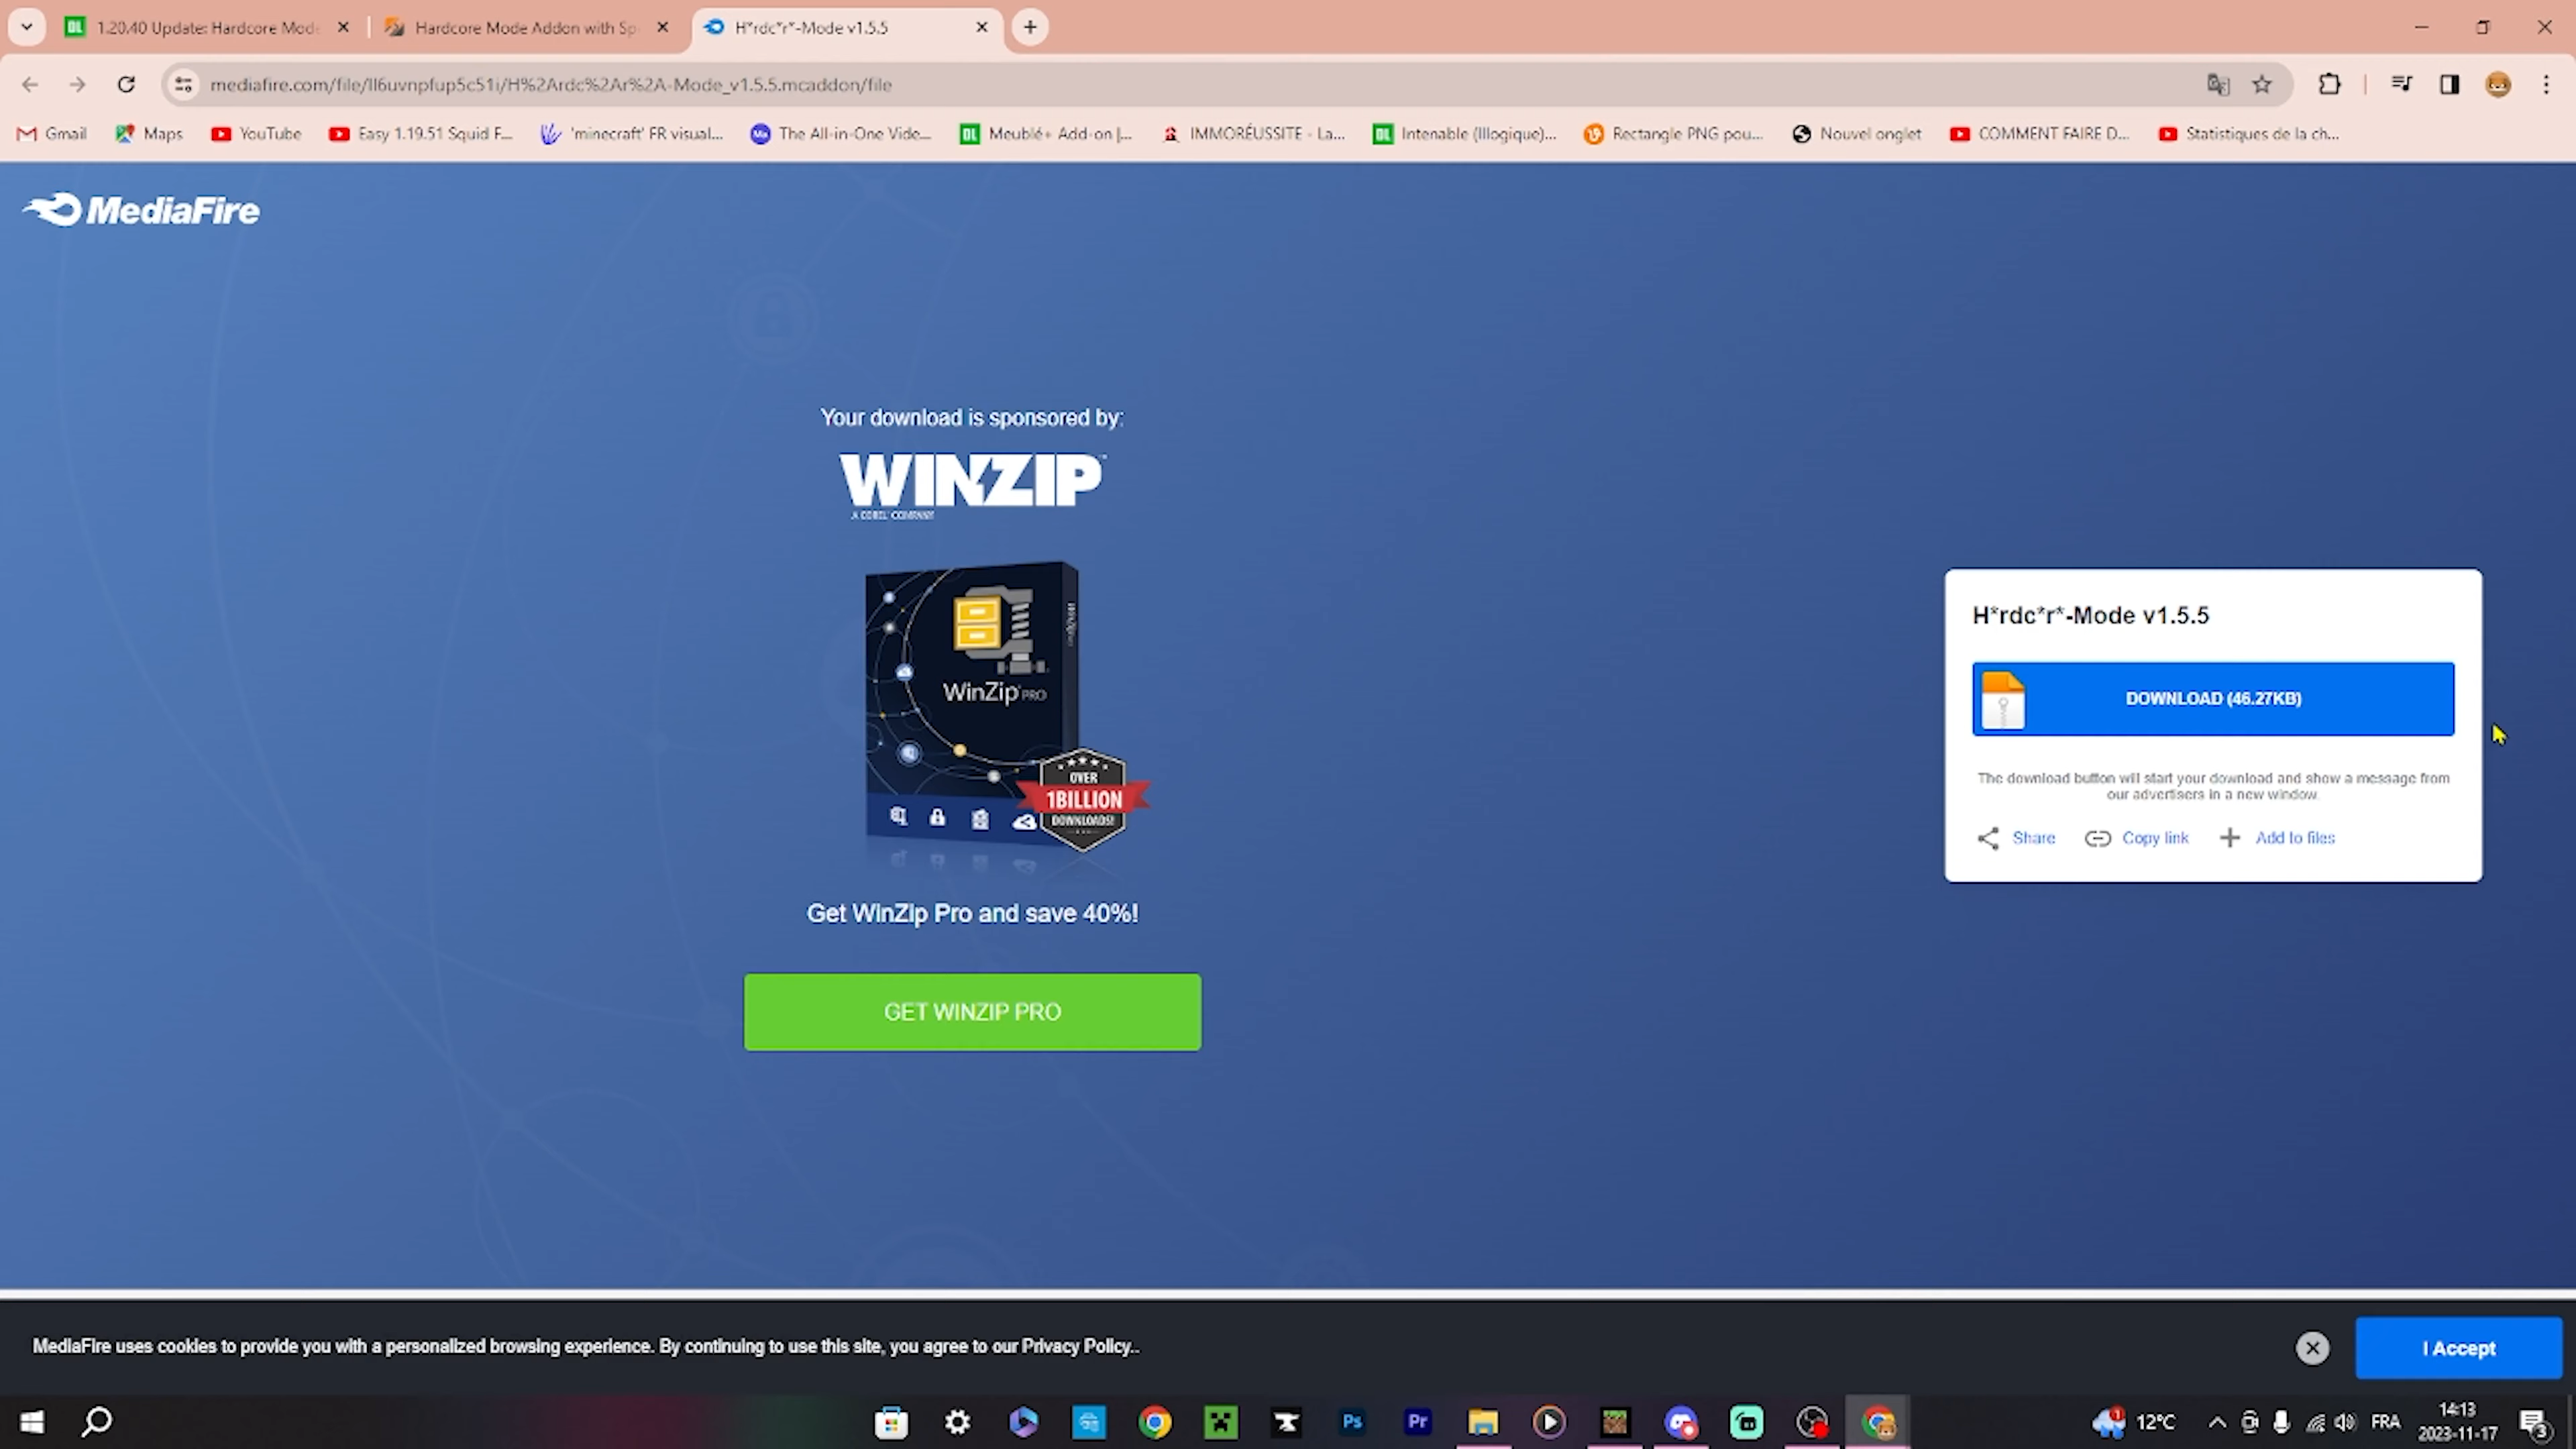 1.20.40 Update: Hardcore Mode
Hardcore Mode Addon with Sp
H*rdc*r*-Mode v1.5.5
mediafire.com/file/ll6uvnpfup5c51i/H%2Ardc%2Ar%2A-Mode_v1.5.5.mcaddon/file
Gmail
Maps
YouTube
Easy 1.19.51 Squid F...
'minecraft' FR visual...
The All-in-One Vide...
Meublé+ Add-on |...
IMMORÉUSSITE - La...
Intenable (Illogique)...
Rectangle PNG pou...
Nouvel onglet
COMMENT FAIRE D...
Statistiques de la ch...
MediaFire
Your download is sponsored by:
WINZIP
A COREL COMPANY
WinZip PRO
OVER
1BILLION
DOWNLOADS!
Get WinZip Pro and save 40%!
GET WINZIP PRO
H*rdc*r*-Mode v1.5.5
DOWNLOAD (46.27KB)
The download button will start your download and show a message from
our advertisers in a new window.
Share
Copy link
Add to files
MediaFire uses cookies to provide you with a personalized browsing experience. By continuing to use this site, you agree to our Privacy Policy..
I Accept
Ps
Pr
1
12°C
FRA
14:13
2023-11-17
3